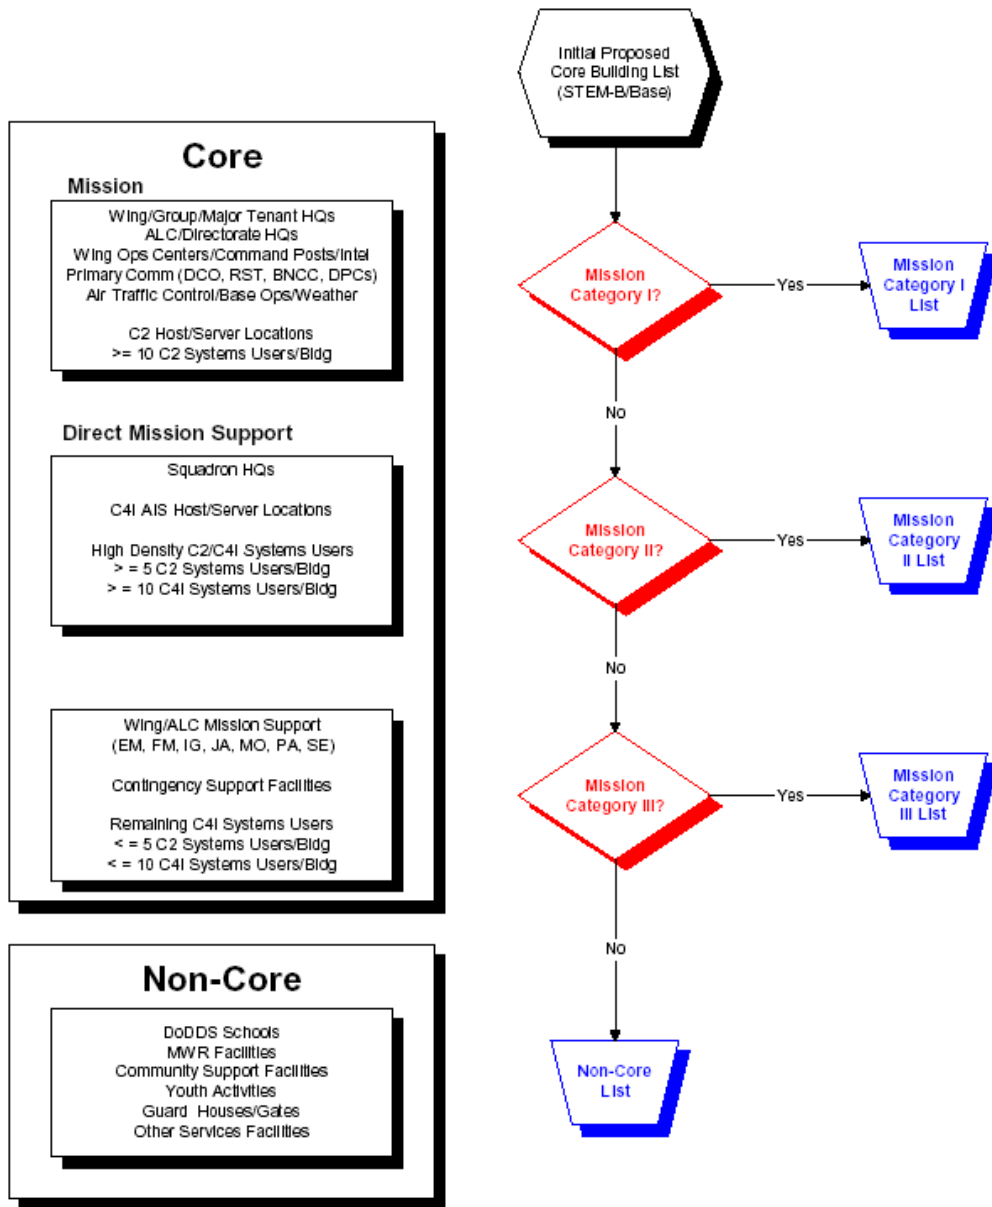 Core
Mission
Wing/Group/Major Tenant HQs
ALC/Directorate HQs
Wing Ops Centers/Command Posts/Intel
Primary Comm (DCO, RST, BNCC, DPCs)
Air Traffic Control/Base Ops/Weather
C2 Host/Server Locations
>= 10 C2 Systems Users/Bldg
Direct Mission Support
Squadron HQs
C4I AIS Host/Server Locations
High Density C2/C4I Systems Users
> = 5 C2 Systems Users/Bldg
> = 10 C4I Systems Users/Bldg
Wing/ALC Mission Support
(EM, FM, IG, JA, MO, PA, SE)
Contingency Support Facilities
Remaining C4I Systems Users
< = 5 C2 Systems Users/Bldg
< = 10 C4I Systems Users/Bldg
Non-Core
DoDDS Schools
MWR Facilities
Community Support Facilities
Youth Activities
Guard Houses/Gates
Other Services Facilities
Initial Proposed
Core Building List
(STEM-B/Base)
Mission
Category I?
Yes
Mission
Category I
List
No
Mission
Category II?
Yes
Mission
Category
II List
No
Mission
Category III?
Yes
Mission
Category
III List
No
Non-Core
List